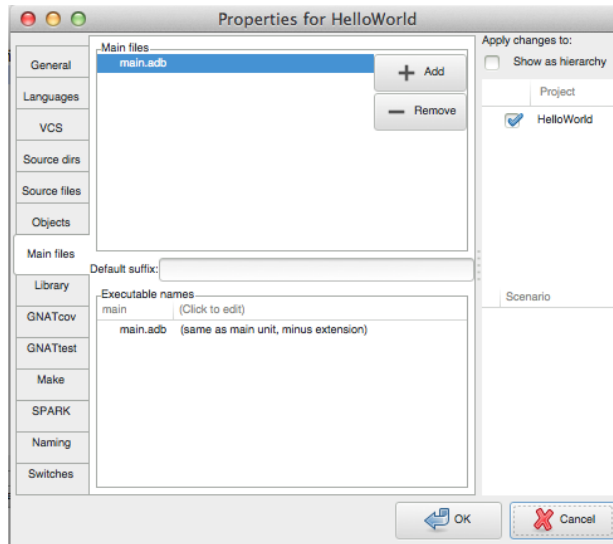 Properties for HelloWorld
General
Languages
VCS
Source dirs
Source files
Objects
Main files
Library
GNATcov
GNATtest
Make
SPARK
Naming
Switches
Main files
main.adb
Add
Remove
Default suffix:
Executable names
main (Click to edit)
main.adb (same as main unit, minus extension)
Apply changes to:
Show as hierarchy
Project
HelloWorld
Scenario
OK
Cancel